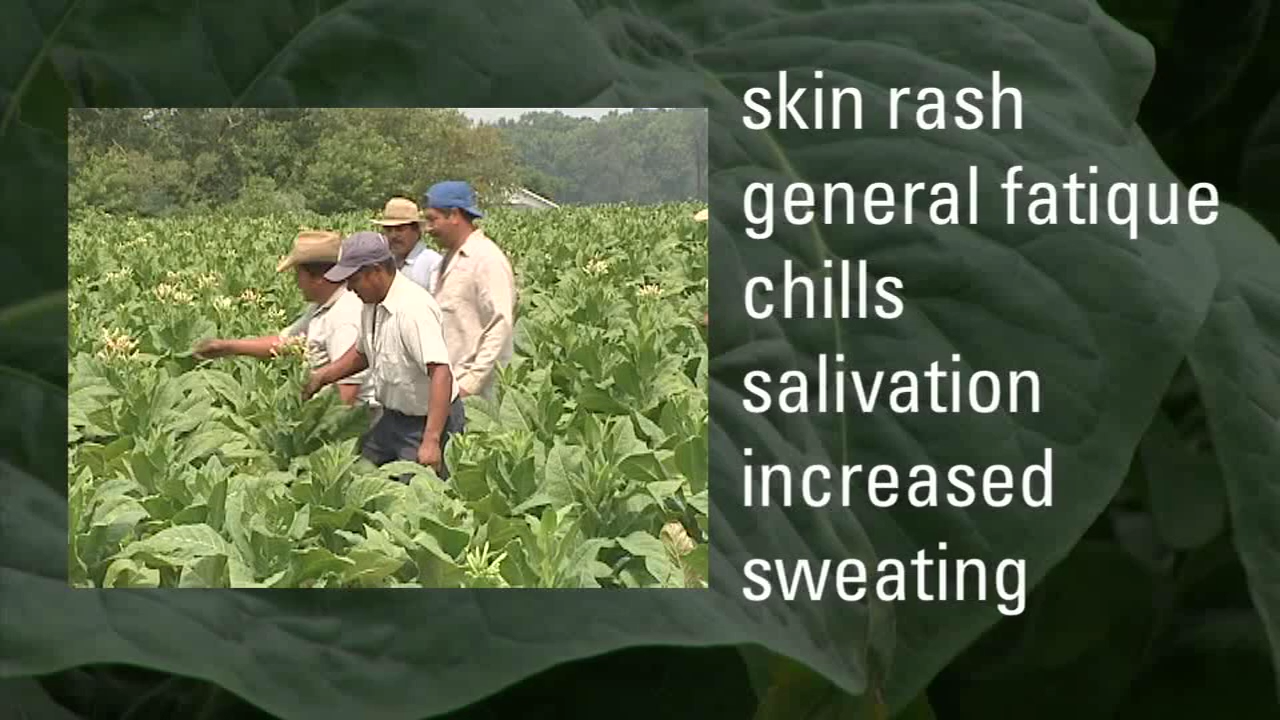 skin rash
general fatique
chills
salivation
increased
sweating